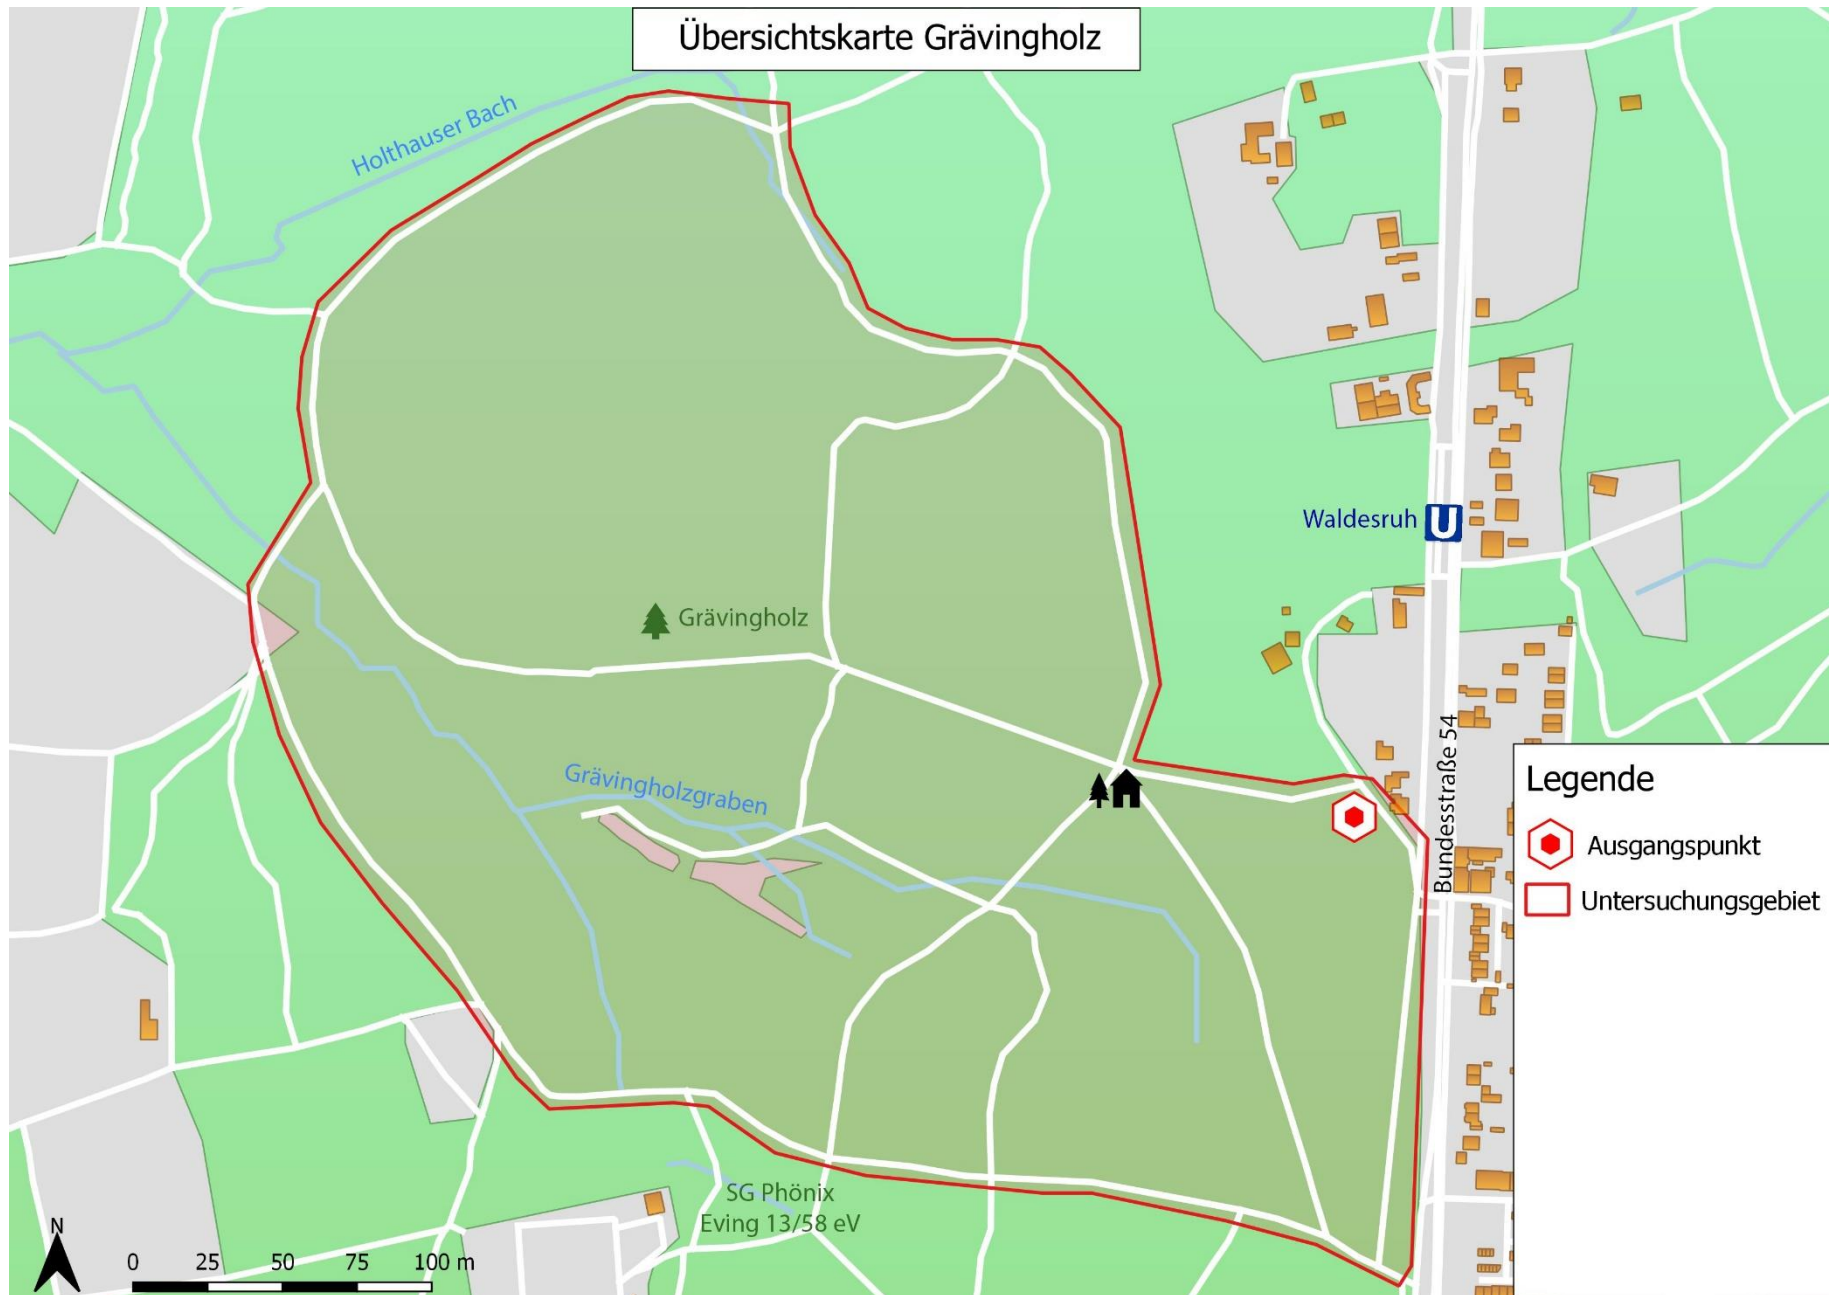 Übersichtskarte Grävingholz
Holthauser Bach
Waldesruh
U
Grävingholz
Bundesstraße 54
Grävingholzgraben
Legende
Ausgangspunkt
Untersuchungsgebiet
SG Phönix
Eving 13/58 eV
N
0 25 50 75 100 m